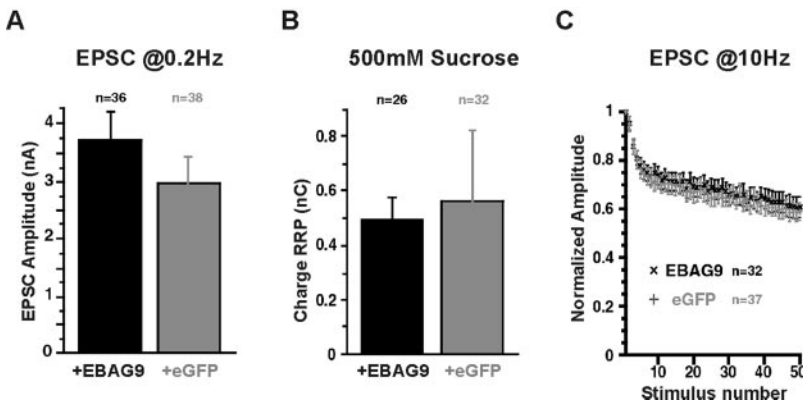 A
EPSC @0.2Hz
n=36 n=38
EPSC Amplitude (nA)
4
3
2
1
0
+EBAG9 +eGFP
B
500mM Sucrose
n=26 n=32
Charge RRP (nC)
0.8
0.6
0.4
0.2
0
+EBAG9 +eGFP
C
EPSC @10Hz
Normalized Amplitude
1
0.8
0.6
0.4
0.2
0
× EBAG9 n=32
+ eGFP n=37
10 20 30 40 50
Stimulus number